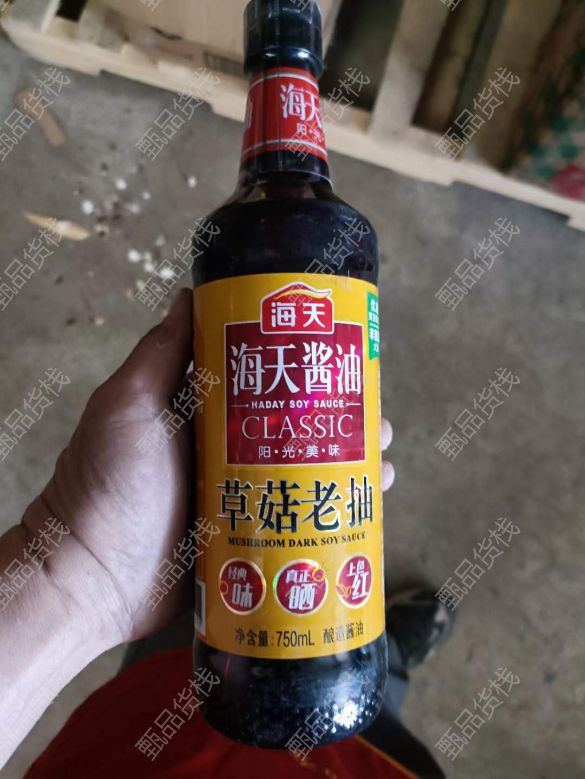 海天
阳·光
海天
海天酱油
HADAY SOY SAUCE
CLASSIC
阳·光·美·味
草菇老抽
MUSHROOM DARK SOY SAUCE
经典
味
真正
晒
上色
红
净含量:750mL 酿造酱油
甄品货栈